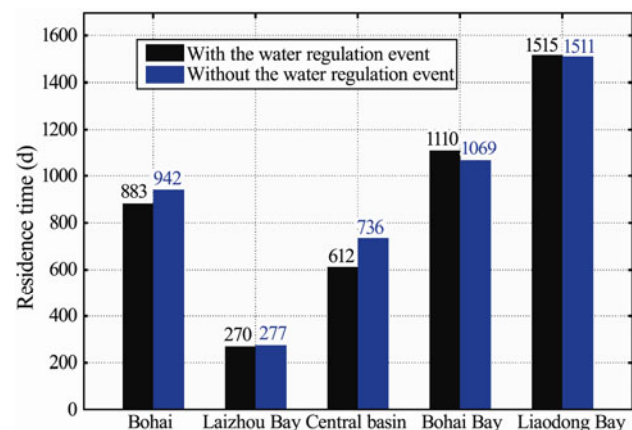 1600
1400
1200
1000
800
600
400
200
0
Residence time (d)
With the water regulation event
Without the water regulation event
883
942
270
277
612
736
1110
1069
1515
1511
Bohai
Laizhou Bay
Central basin
Bohai Bay
Liaodong Bay